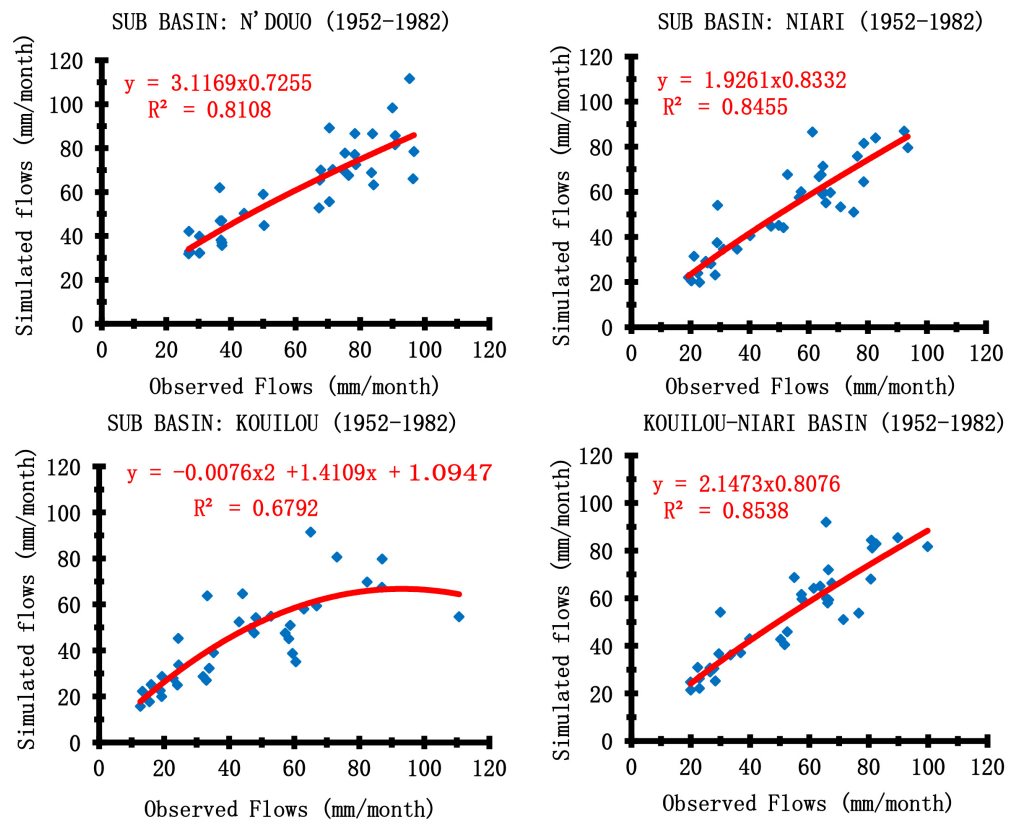 SUB BASIN: N'DOUO (1952-1982)
y = 3.1169x0.7255
R² = 0.8108
Simulated flows (mm/month)
120
100
80
60
40
20
0
0 20 40 60 80 100 120
Observed Flows (mm/month)
SUB BASIN: NIARI (1952-1982)
y = 1.9261x0.8332
R² = 0.8455
Simulated flows (mm/month)
120
100
80
60
40
20
0
0 20 40 60 80 100 120
Observed Flows (mm/month)
SUB BASIN: KOUILOU (1952-1982)
y = -0.0076x2 +1.4109x + 1.0947
R² = 0.6792
Simulated flows (mm/month)
120
100
80
60
40
20
0
0 20 40 60 80 100 120
Observed Flows (mm/month)
KOUILOU-NIARI BASIN (1952-1982)
y = 2.1473x0.8076
R² = 0.8538
Simulated flows (mm/month)
120
100
80
60
40
20
0
0 20 40 60 80 100 120
Observed Flows (mm/month)